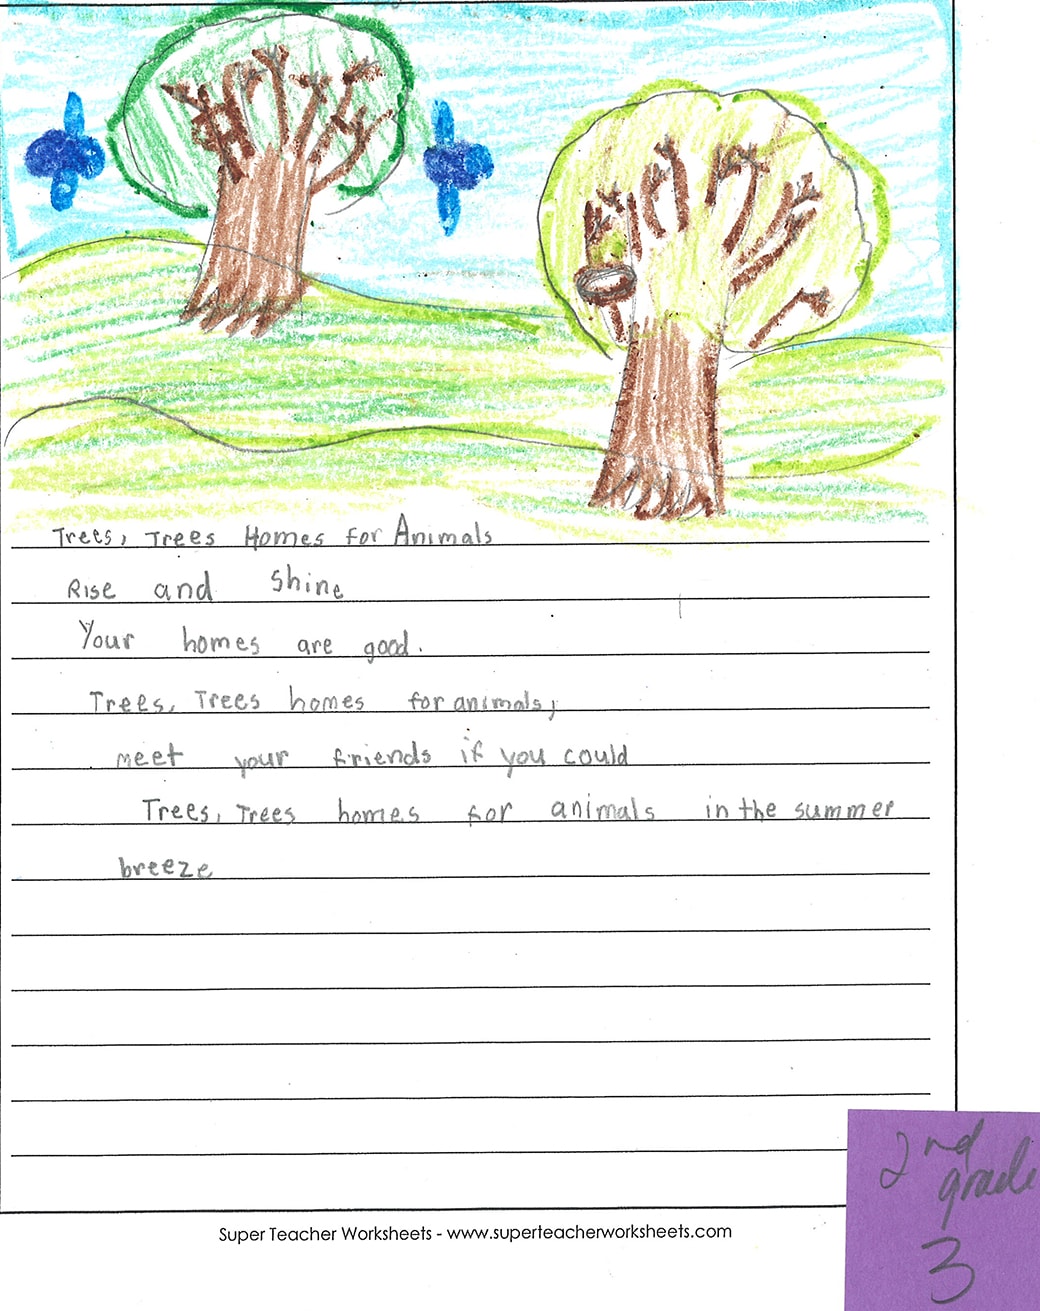 Trees, Trees Homes for Animals
Rise and Shine
Your homes are good.
Trees, Trees homes for animals,
meet your friends if you could
Trees, Trees homes for animals in the summer
breeze
2nd
grade
3
Super Teacher Worksheets - www.superteacherworksheets.com